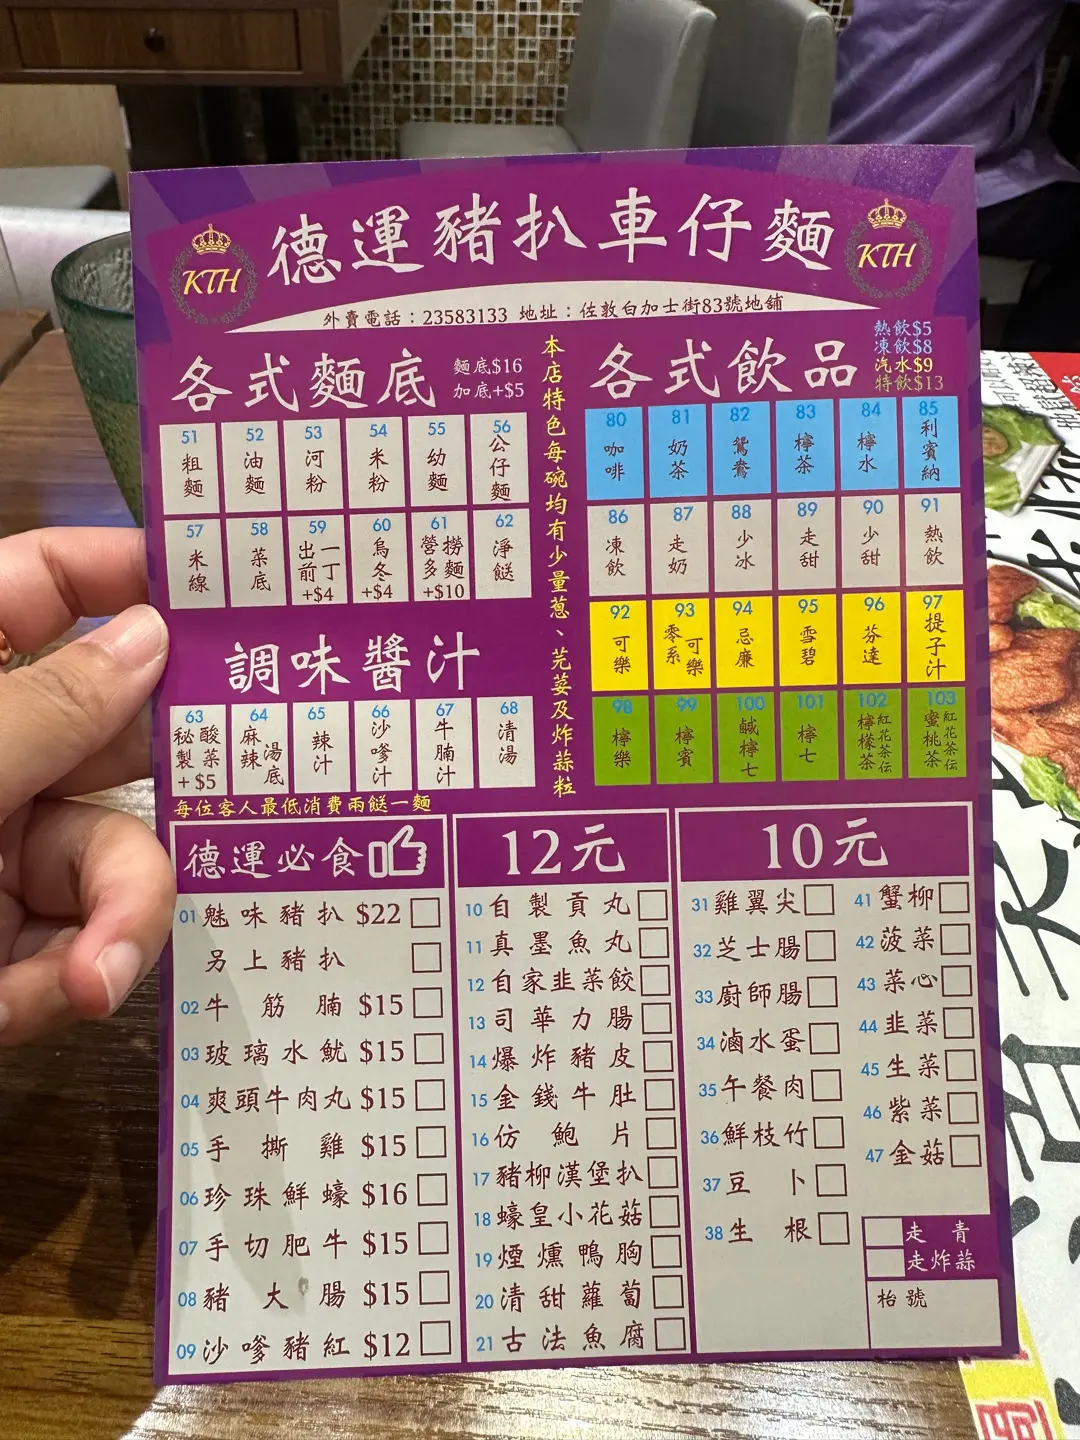 德運豬扒車仔麵
KTH
KTH
外賣電話：23583133 地址：佐敦白加士街83號地舖
各式麵底
麵底$16
加底+$5
51 粗麵
52 油麵
53 河粉
54 米粉
55 幼麵
56 公仔麵
57 米線
58 菜底
59 出前一丁 +$4
60 烏冬 +$4
61 營多撈麵 +$10
62 淨餸
調味醬汁
63 秘製酸菜 +$5
64 麻辣湯底
65 辣汁
66 沙嗲汁
67 牛腩汁
68 清湯
每位客人最低消費兩餸一麵
本店特色每碗均有少量蔥、芫荽及炸蒜粒
各式飲品
熱飲$5
凍飲$8
汽水$9
特飲$13
80 咖啡
81 奶茶
82 鴛鴦
83 檸茶
84 檸水
85 利賓納
86 凍飲
87 走奶
88 少冰
89 走甜
90 少甜
91 熱飲
92 可樂
93 零系可樂
94 忌廉
95 雪碧
96 芬達
97 提子汁
98 檸樂
99 檸賓
100 鹹檸七
101 檸七
102 檸檬茶 紅花茶伝
103 蜜桃茶 紅花茶伝
德運必食
01 魅味豬扒 $22
另上豬扒
02 牛筋腩 $15
03 玻璃水魷 $15
04 爽頭牛肉丸 $15
05 手撕雞 $15
06 珍珠鮮蠔 $16
07 手切肥牛 $15
08 豬大腸 $15
09 沙嗲豬紅 $12
12元
10 自製貢丸
11 真墨魚丸
12 自家韭菜餃
13 司華力腸
14 爆炸豬皮
15 金錢牛肚
16 仿鮑片
17 豬柳漢堡扒
18 蠔皇小花菇
19 煙燻鴨胸
20 清甜蘿蔔
21 古法魚腐
10元
31 雞翼尖
32 芝士腸
33 廚師腸
34 滷水蛋
35 午餐肉
36 鮮枝竹
37 豆卜
38 生根
41 蟹柳
42 菠菜
43 菜心
44 韭菜
45 生菜
46 紫菜
47 金菇
走青
走炸蒜
枱號